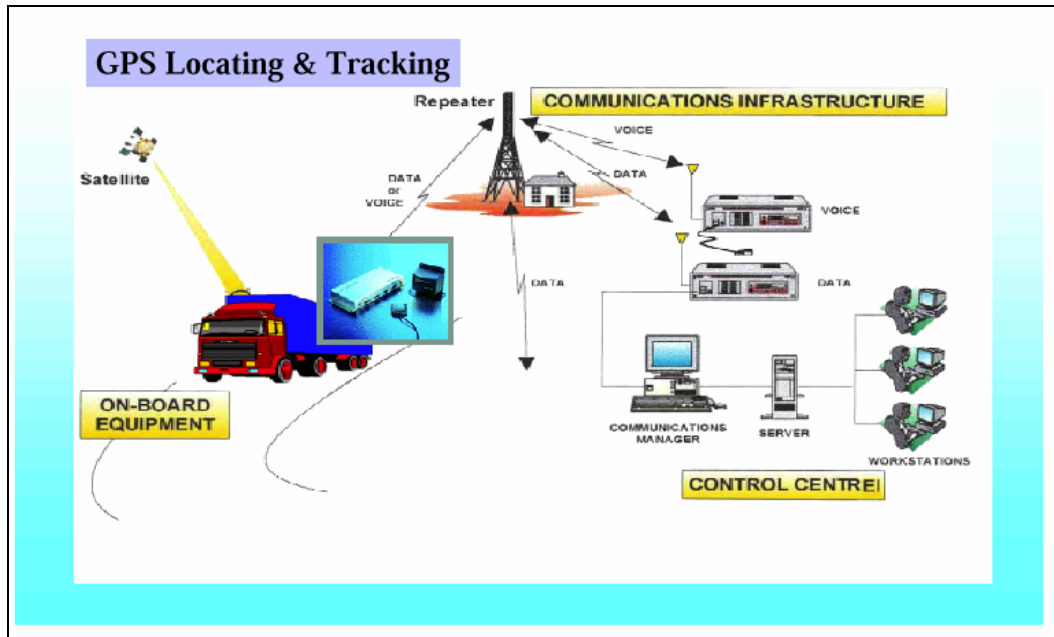 GPS Locating & Tracking
Repeater
COMMUNICATIONS INFRASTRUCTURE
VOICE
Satellite
DATA
or
VOICE
DATA
VOICE
DATA
DATA
ON-BOARD
EQUIPMENT
COMMUNICATIONS
MANAGER
SERVER
WORKSTATIONS
CONTROL CENTRE